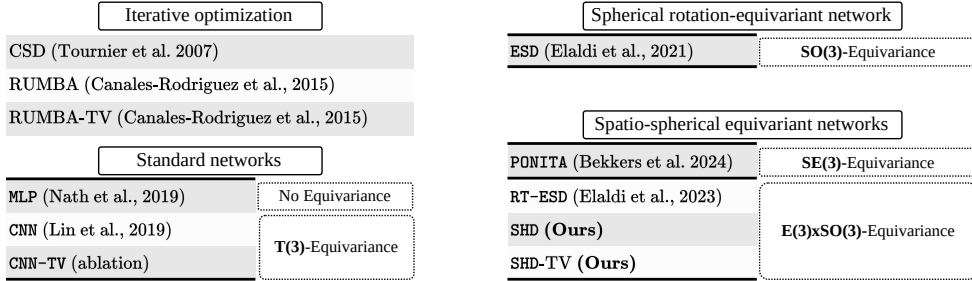 Iterative optimization
CSD (Tournier et al. 2007)
RUMBA (Canales-Rodriguez et al., 2015)
RUMBA-TV (Canales-Rodriguez et al., 2015)
Standard networks
MLP (Nath et al., 2019)
No Equivariance
CNN (Lin et al., 2019)
T(3)-Equivariance
CNN-TV (ablation)
Spherical rotation-equivariant network
ESD (Elaldi et al., 2021)
SO(3)-Equivariance
Spatio-spherical equivariant networks
PONITA (Bekkers et al. 2024)
SE(3)-Equivariance
RT-ESD (Elaldi et al., 2023)
SHD (Ours)
E(3)xSO(3)-Equivariance
SHD-TV (Ours)